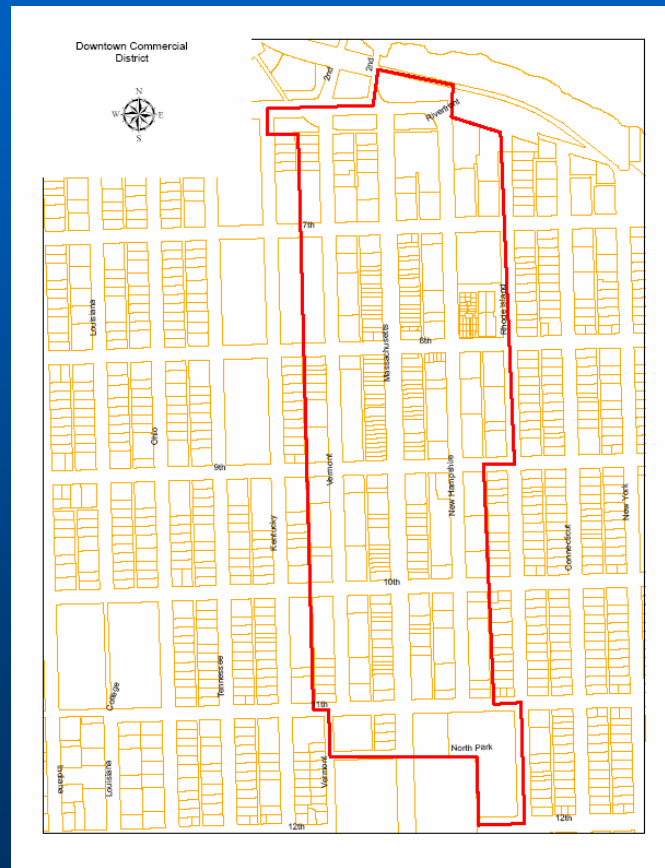 Downtown Commercial
District
N
W
E
S
2nd
2nd
Riverfront
7th
Louisiana
Massachusetts
Rhode Island
8th
Ohio
9th
Vermont
New Hampshire
New York
Kentucky
Connecticut
10th
Tennessee
College
11th
North Park
Indiana
Louisiana
Vermont
12th
12th